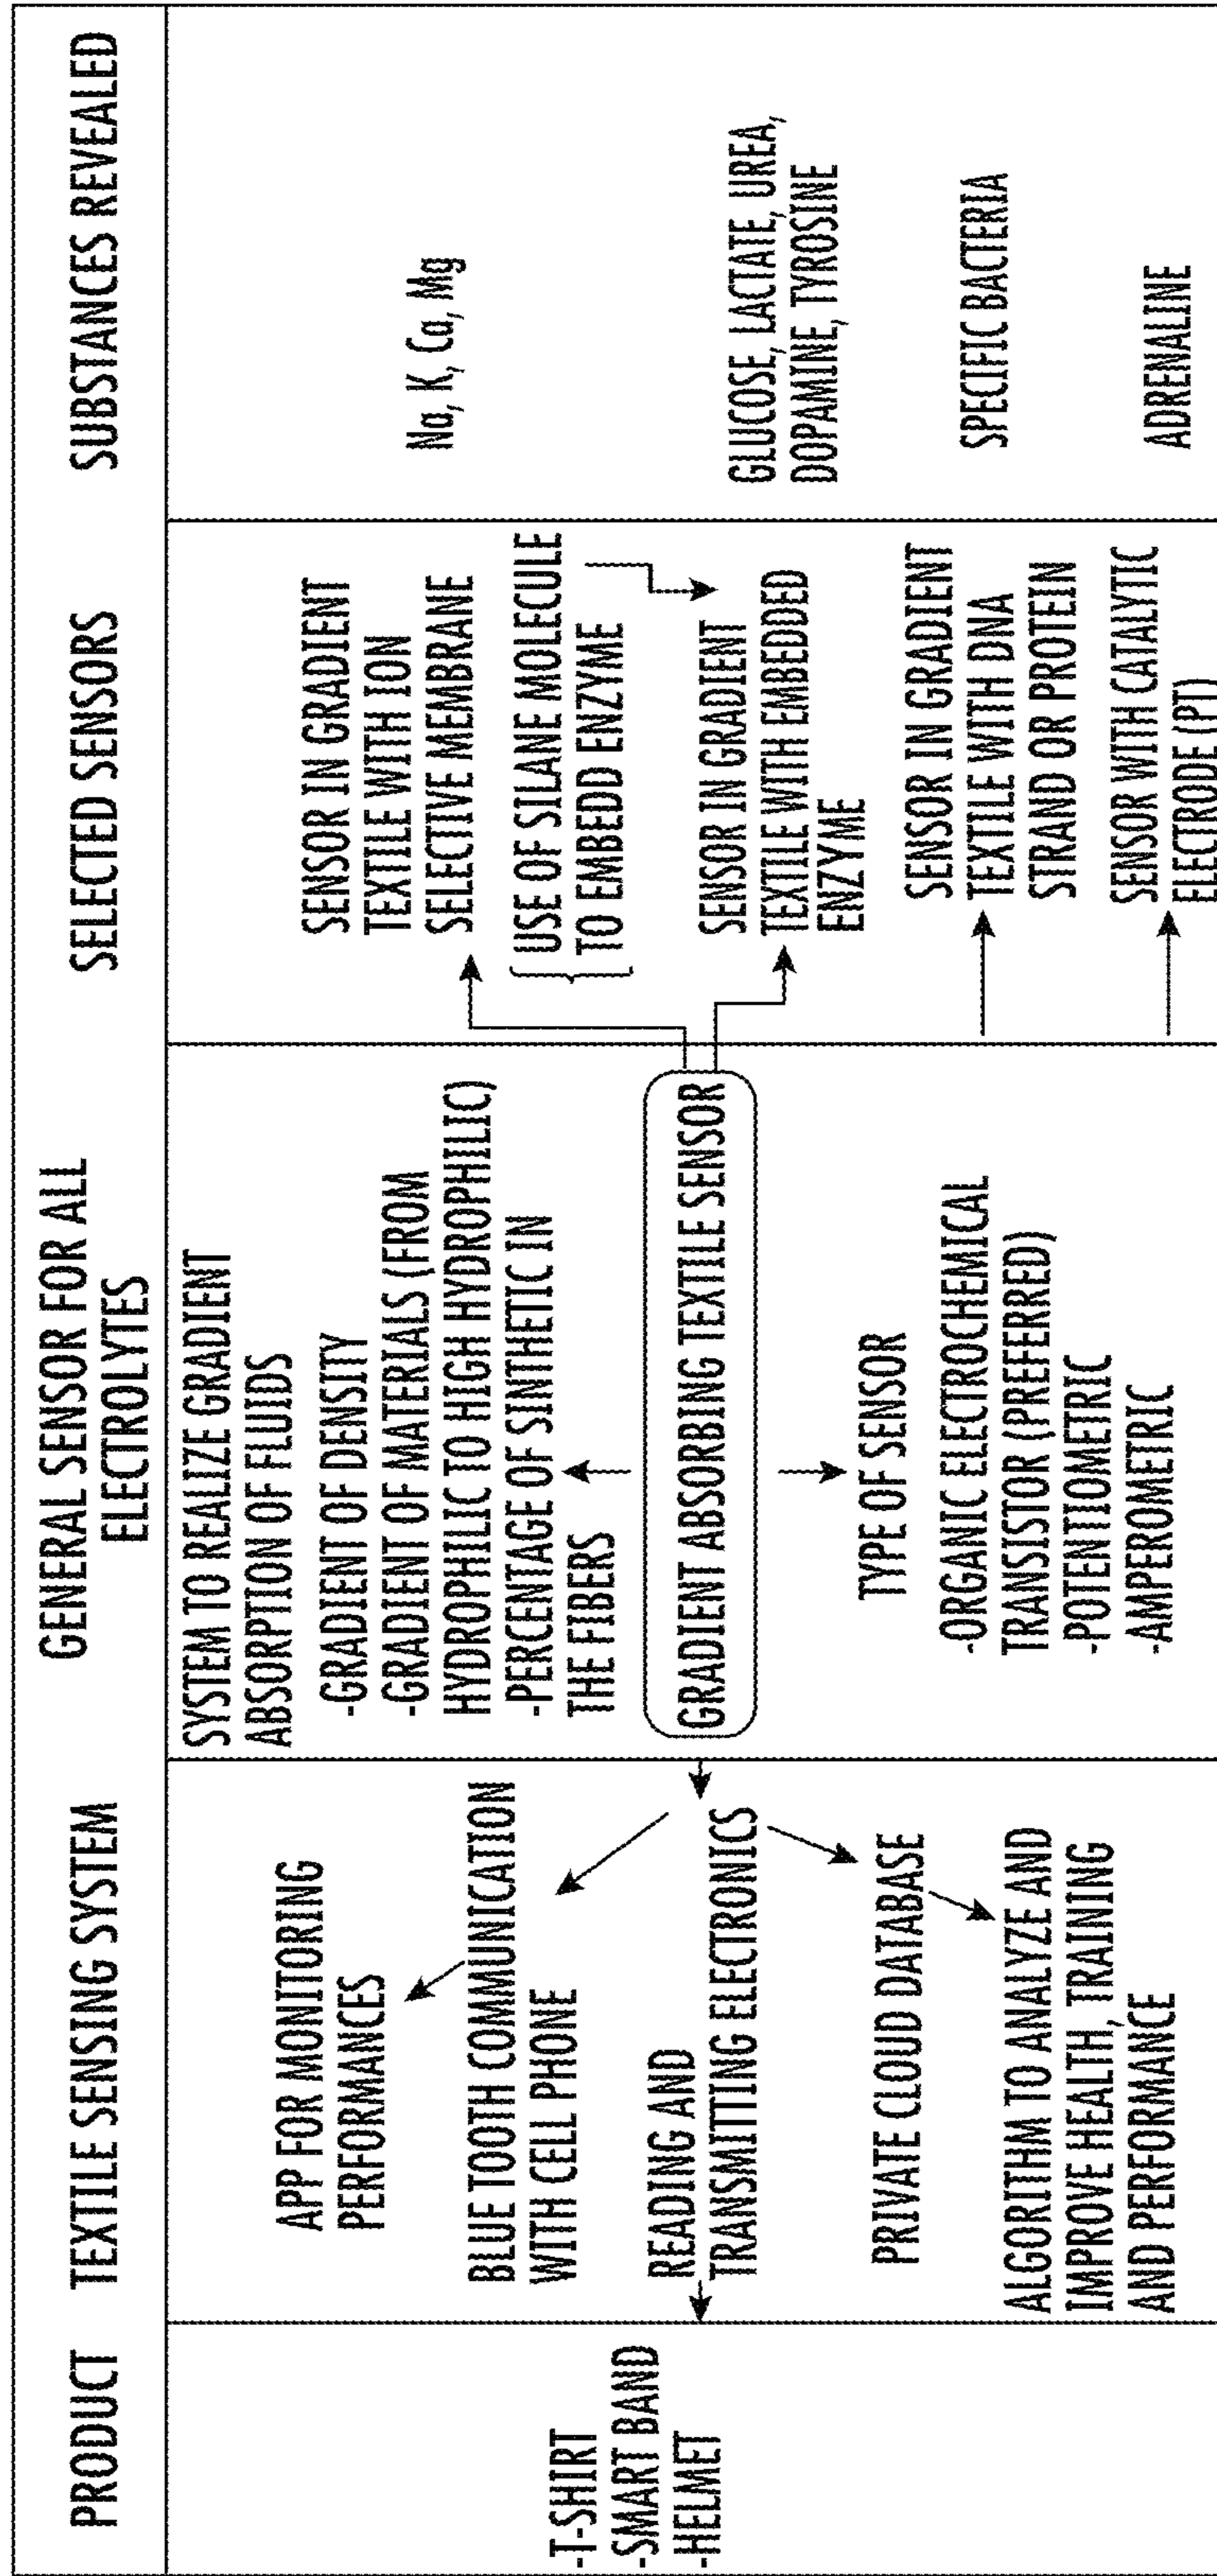 PRODUCT
TEXTILE SENSING SYSTEM
GENERAL SENSOR FOR ALL
ELECTROLYTES
SELECTED SENSORS
SUBSTANCES REVEALED
-T-SHIRT
-SMART BAND
-HELMET
APP FOR MONITORING
PERFORMANCES
BLUE TOOTH COMMUNICATION
WITH CELL PHONE
READING AND
TRANSMITTING ELECTRONICS
PRIVATE CLOUD DATABASE
ALGORITHM TO ANALYZE AND
IMPROVE HEALTH, TRAINING
AND PERFORMANCE
SYSTEM TO REALIZE GRADIENT
ABSORPTION OF FLUIDS
-GRADIENT OF DENSITY
-GRADIENT OF MATERIALS (FROM
HYDROPHILIC TO HIGH HYDROPHILIC)
-PERCENTAGE OF SINTHETIC IN
THE FIBERS
GRADIENT ABSORBING TEXTILE SENSOR
TYPE OF SENSOR
-ORGANIC ELECTROCHEMICAL
TRANSISTOR (PREFERRED)
-POTENTIOMETRIC
-AMPEROMETRIC
SENSOR IN GRADIENT
TEXTILE WITH ION
SELECTIVE MEMBRANE
USE OF SILANE MOLECULE
TO EMBEDD ENZYME
SENSOR IN GRADIENT
TEXTILE WITH EMBEDDED
ENZYME
SENSOR IN GRADIENT
TEXTILE WITH DNA
STRAND OR PROTEIN
SENSOR WITH CATALYTIC
ELECTRODE (PT)
Na, K, Ca, Mg
GLUCOSE, LACTATE, UREA,
DOPAMINE, TYROSINE
SPECIFIC BACTERIA
ADRENALINE